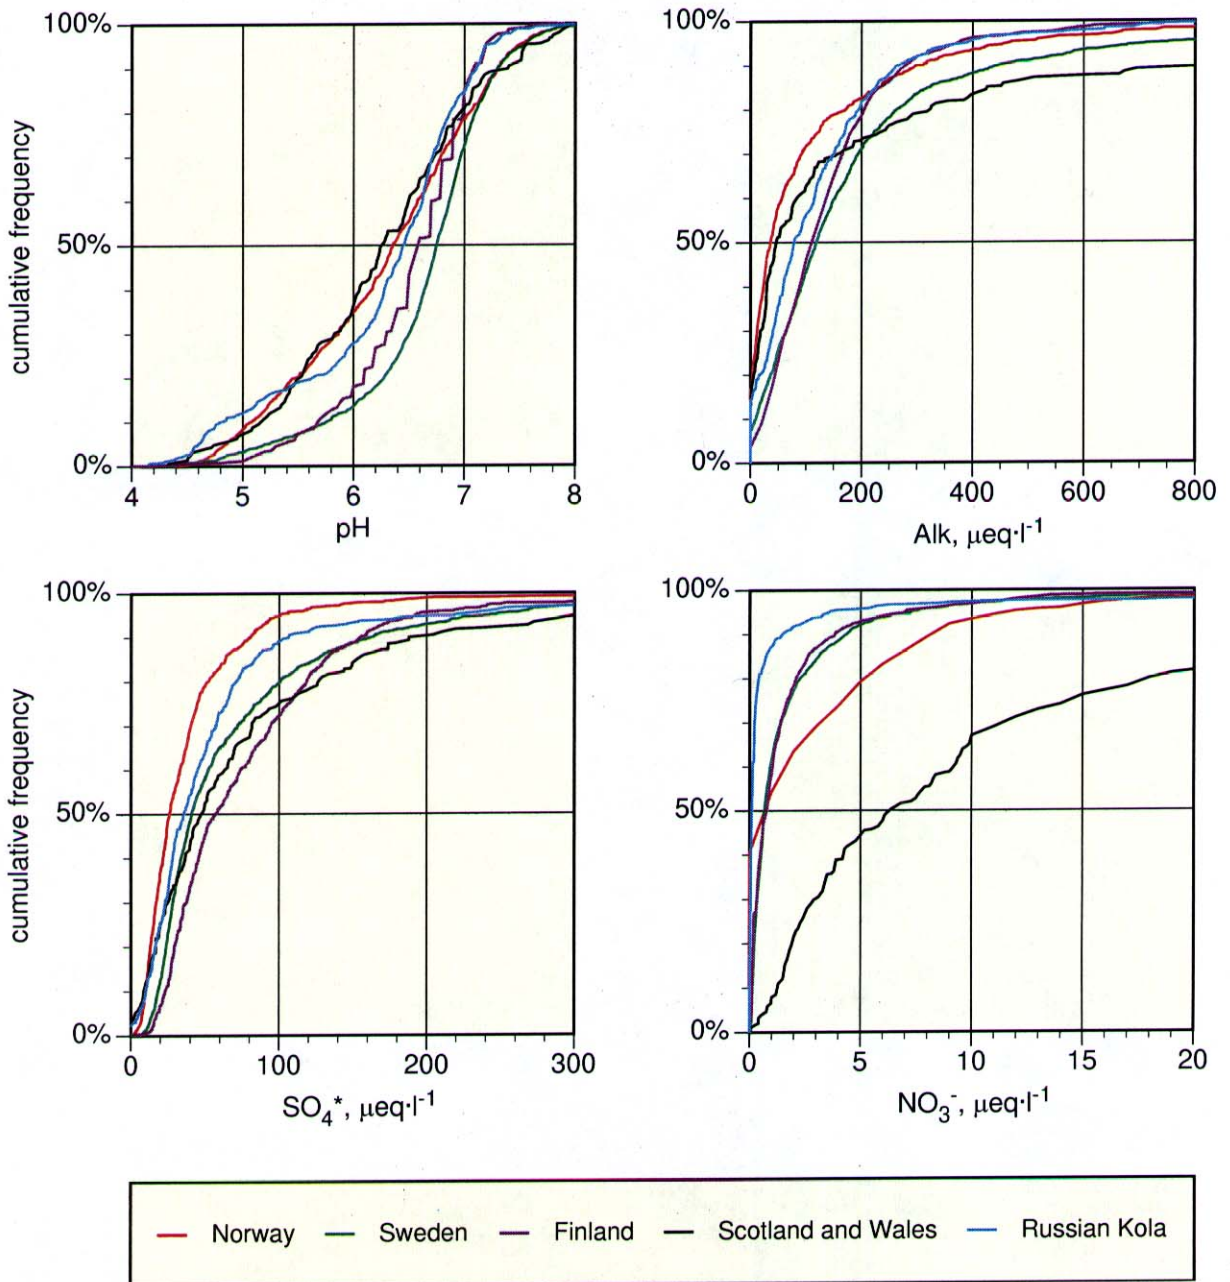 100%
50%
0%
cumulative frequency
4 5 6 7 8
pH
100%
50%
0%
0 200 400 600 800
Alk, µeq·l⁻¹
100%
50%
0%
cumulative frequency
0 100 200 300
SO₄*, µeq·l⁻¹
100%
50%
0%
0 5 10 15 20
NO₃⁻, µeq·l⁻¹
Norway Sweden Finland Scotland and Wales Russian Kola